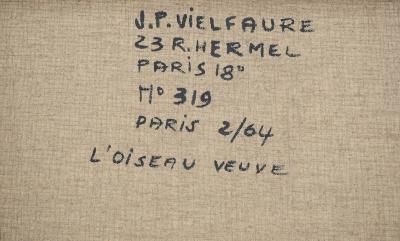 J.P. VIELFAURE
23 R. HERMEL
PARIS 18°
N° 319
PARIS 2/64
L'OISEAU VEUVE